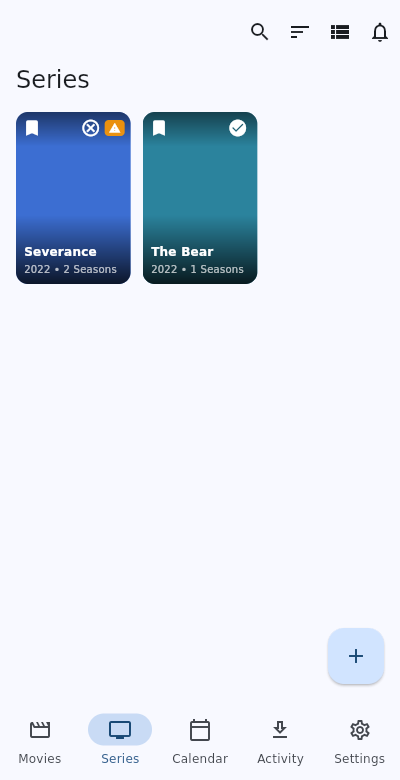 Series
Severance
2022 • 2 Seasons
The Bear
2022 • 1 Seasons
Movies
Series
Calendar
Activity
Settings